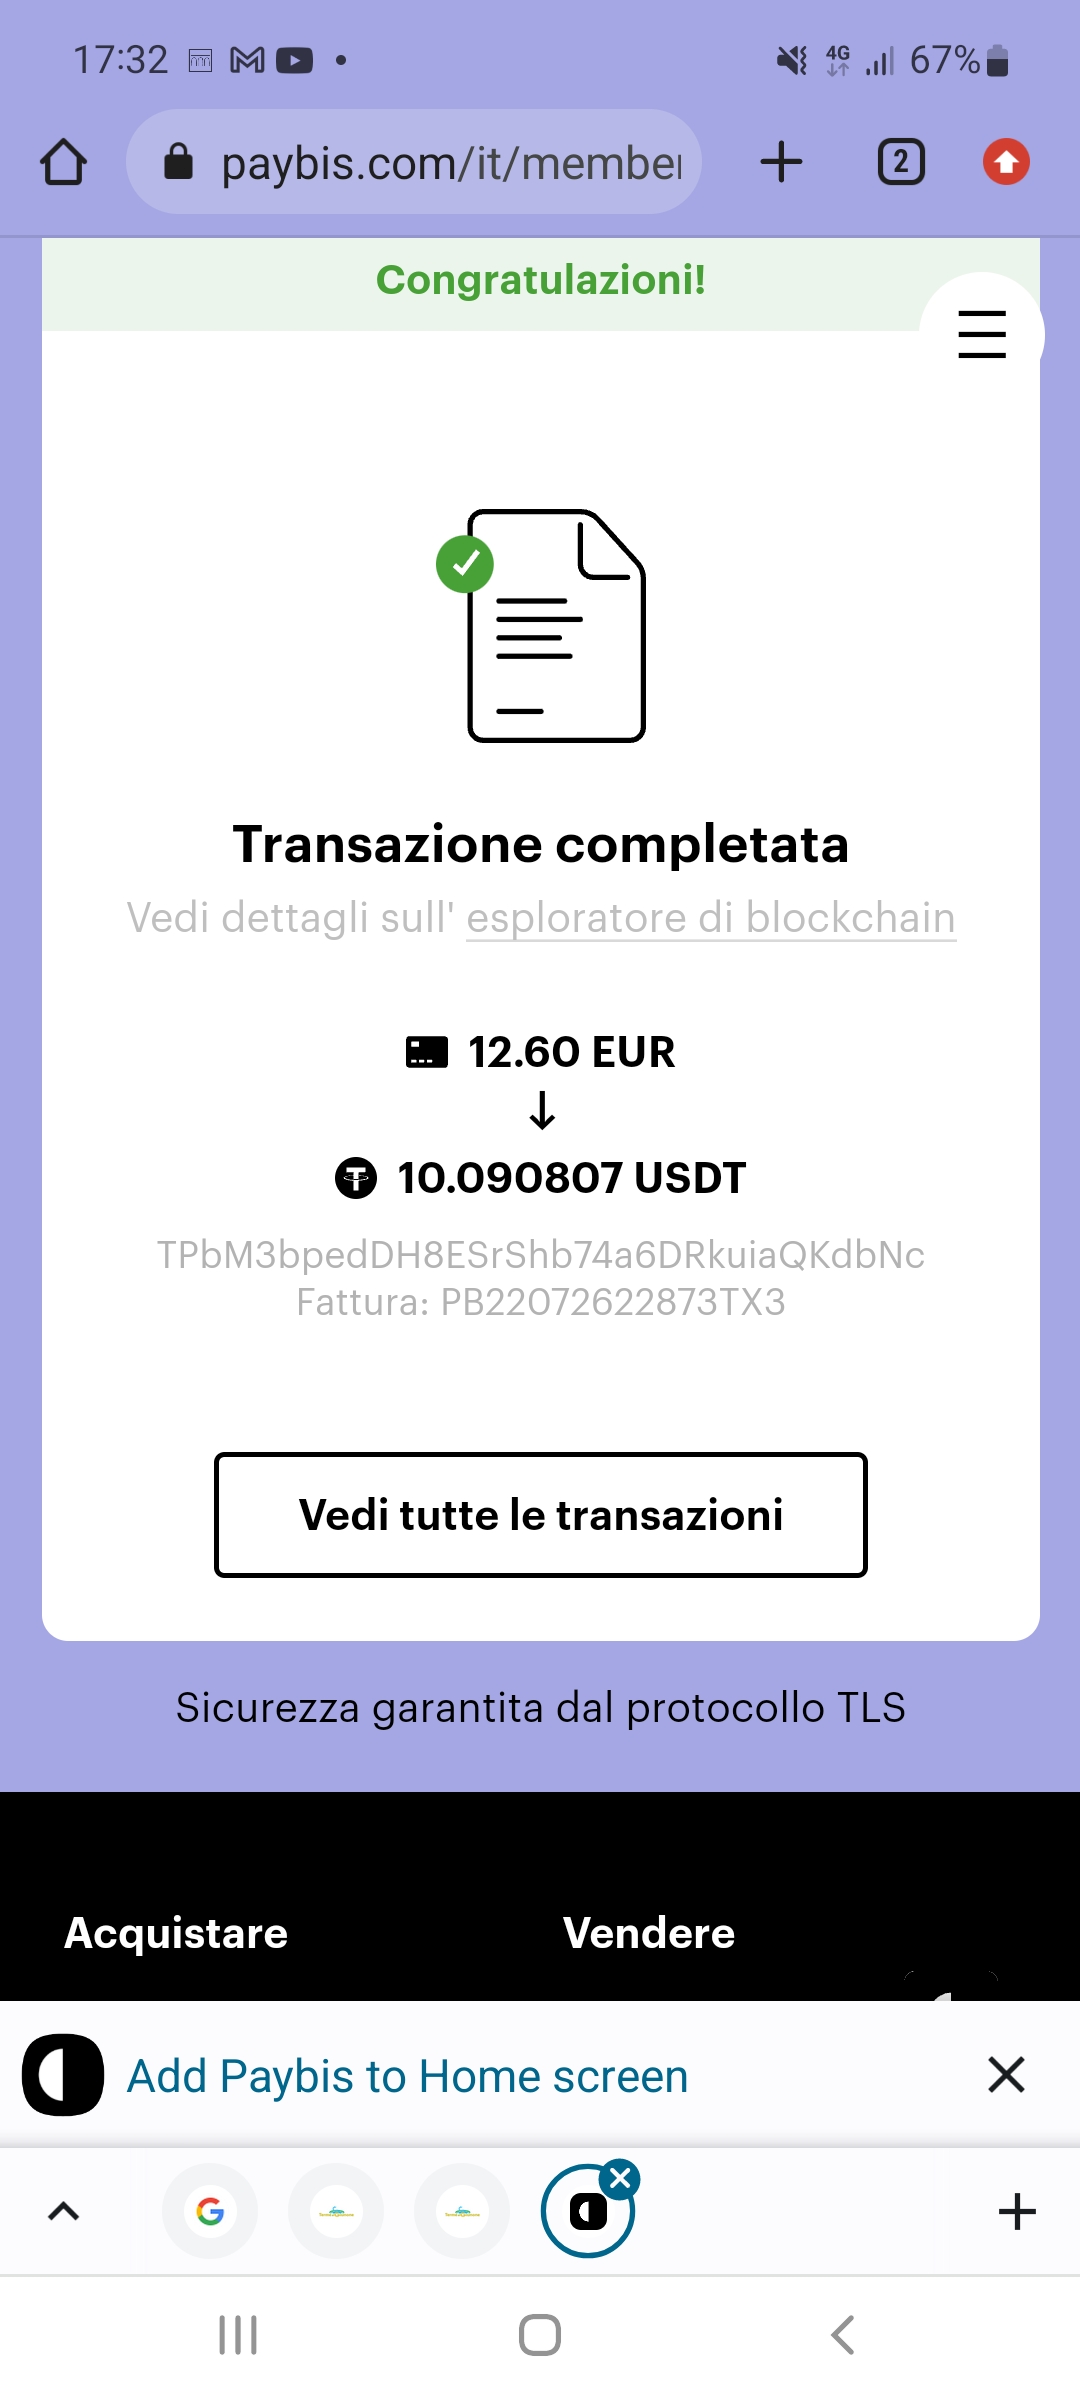 17:32
4G
67%
paybis.com/it/member
2
Congratulazioni!
Transazione completata
Vedi dettagli sull' esploratore di blockchain
12.60 EUR
10.090807 USDT
TPbM3bpedDH8ESrShb74a6DRkuiaQKdbNc
Fattura: PB22072622873TX3
Vedi tutte le transazioni
Sicurezza garantita dal protocollo TLS
Acquistare
Vendere
Add Paybis to Home screen